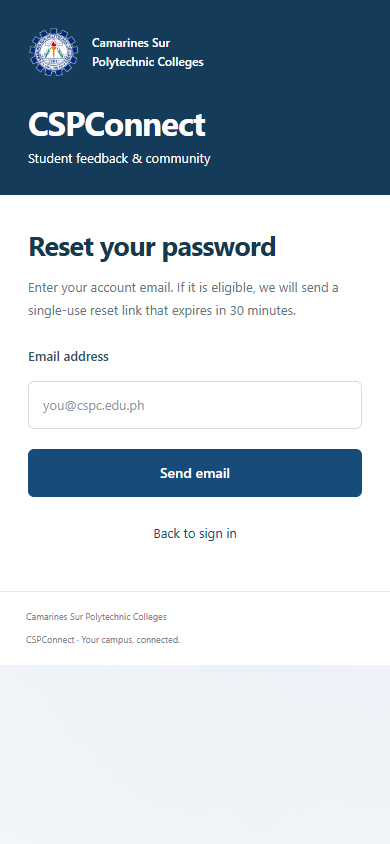 Camarines Sur
Polytechnic Colleges
CSPConnect
Student feedback & community
Reset your password
Enter your account email. If it is eligible, we will send a
single-use reset link that expires in 30 minutes.
Email address
you@cspc.edu.ph
Send email
Back to sign in
Camarines Sur Polytechnic Colleges
CSPConnect · Your campus, connected.